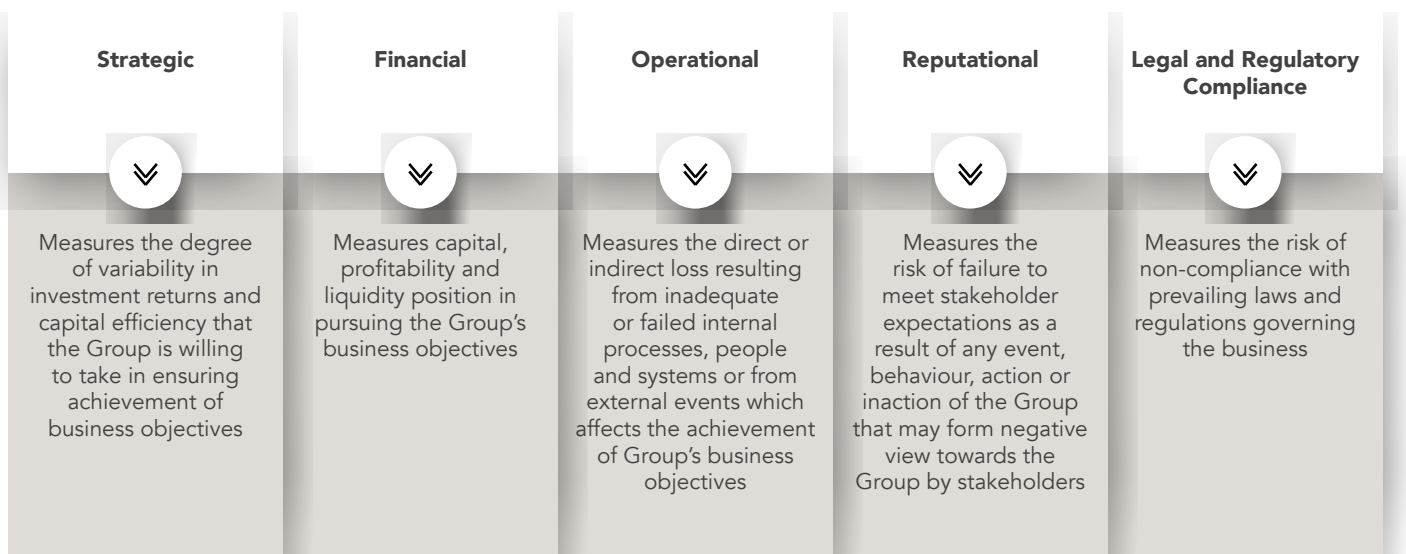 Strategic
Measures the degree
of variability in
investment returns and
capital efficiency that
the Group is willing
to take in ensuring
achievement of
business objectives
Financial
Measures capital,
profitability and
liquidity position in
pursuing the Group’s
business objectives
Operational
Measures the direct or
indirect loss resulting
from inadequate
or failed internal
processes, people
and systems or from
external events which
affects the achievement
of Group’s business
objectives
Reputational
Measures the
risk of failure to
meet stakeholder
expectations as a
result of any event,
behaviour, action or
inaction of the Group
that may form negative
view towards the
Group by stakeholders
Legal and Regulatory
Compliance
Measures the risk of
non-compliance with
prevailing laws and
regulations governing
the business